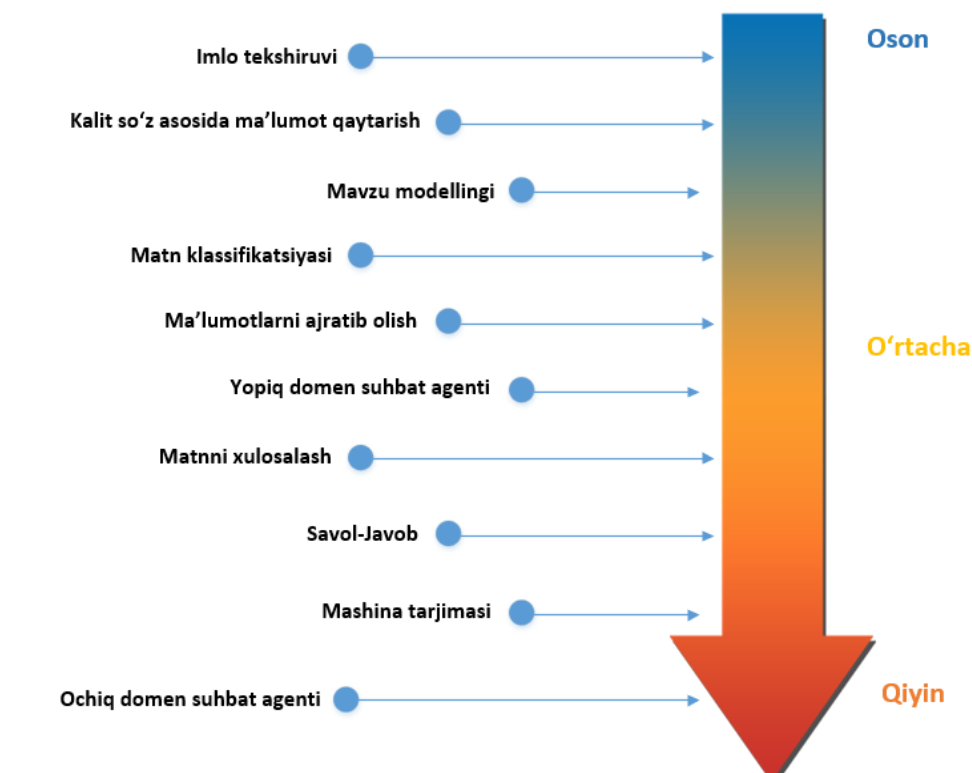 Imlo tekshiruvi
Oson
Kalit so‘z asosida ma’lumot qaytarish
Mavzu modellingi
Matn klassifikatsiyasi
Ma’lumotlarni ajratib olish
O‘rtacha
Yopiq domen suhbat agenti
Matnni xulosalash
Savol-Javob
Mashina tarjimasi
Ochiq domen suhbat agenti
Qiyin